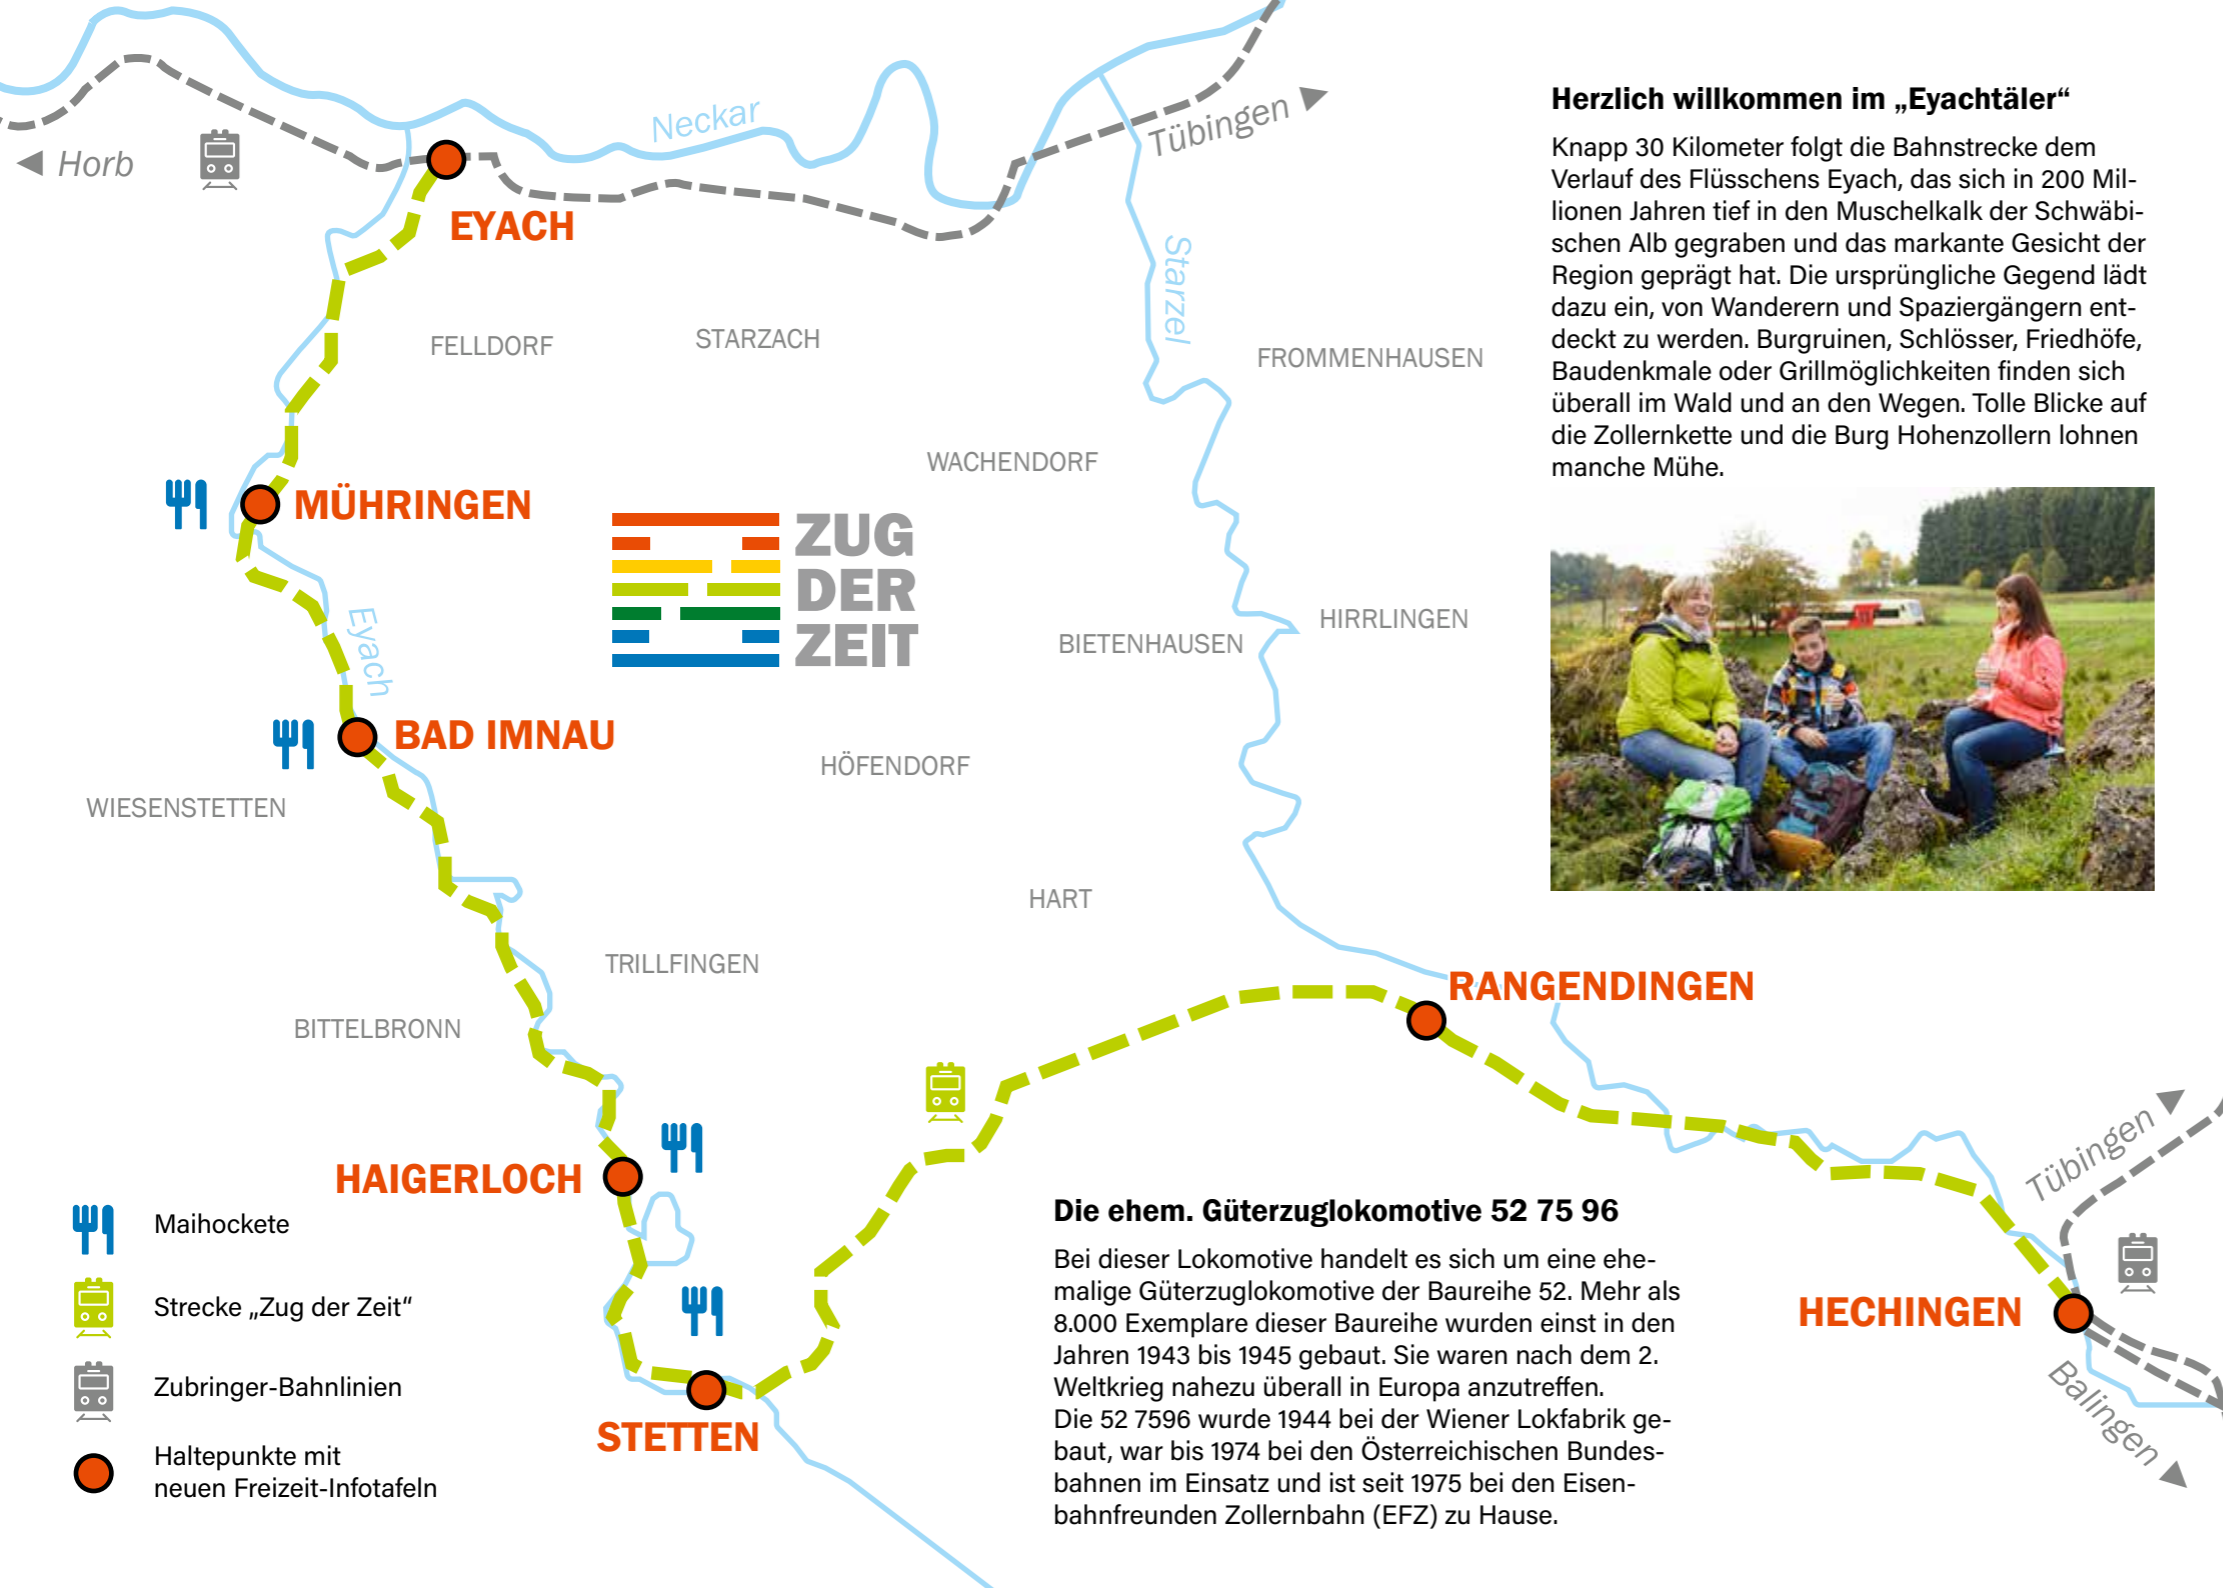 Neckar
Tübingen
Horb
EYACH
Starzel
FELLDORF
STARZACH
FROMMENHAUSEN
WACHENDORF
MÜHRINGEN
ZUG
DER
ZEIT
Eyach
HIRRLINGEN
BIETENHAUSEN
BAD IMNAU
HÖFENDORF
WIESENSTETTEN
HART
TRILLFINGEN
BITTELBRONN
RANGENDINGEN
HAIGERLOCH
STETTEN
HECHINGEN
Tübingen
Balingen
Herzlich willkommen im „Eyachtäler“
Knapp 30 Kilometer folgt die Bahnstrecke dem
Verlauf des Flüsschens Eyach, das sich in 200 Mil-
lionen Jahren tief in den Muschelkalk der Schwäbi-
schen Alb gegraben und das markante Gesicht der
Region geprägt hat. Die ursprüngliche Gegend lädt
dazu ein, von Wanderern und Spaziergängern ent-
deckt zu werden. Burgruinen, Schlösser, Friedhöfe,
Baudenkmale oder Grillmöglichkeiten finden sich
überall im Wald und an den Wegen. Tolle Blicke auf
die Zollernkette und die Burg Hohenzollern lohnen
manche Mühe.
Maihockete
Strecke „Zug der Zeit“
Zubringer-Bahnlinien
Haltepunkte mit
neuen Freizeit-Infotafeln
Die ehem. Güterzuglokomotive 52 75 96
Bei dieser Lokomotive handelt es sich um eine ehe-
malige Güterzuglokomotive der Baureihe 52. Mehr als
8.000 Exemplare dieser Baureihe wurden einst in den
Jahren 1943 bis 1945 gebaut. Sie waren nach dem 2.
Weltkrieg nahezu überall in Europa anzutreffen.
Die 52 7596 wurde 1944 bei der Wiener Lokfabrik ge-
baut, war bis 1974 bei den Österreichischen Bundes-
bahnen im Einsatz und ist seit 1975 bei den Eisen-
bahnfreunden Zollernbahn (EFZ) zu Hause.